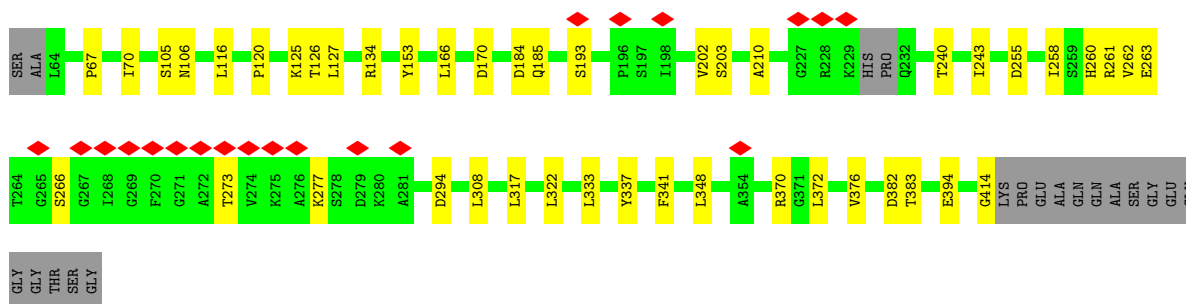 SER ALA L64 P67 I70 S105 N106 L116 P120 K125 T126 L127 R134 Y153 L166 D170 D184 Q185 S193 P196 S197 I198 V202 S203 A210 G227 R228 K229 HIS PRO Q232 T240 I243 D255 I258 S259 H260 R261 V262 E263
T264 G265 S266 G267 I268 G269 F270 G271 A272 T273 V274 K275 A276 K277 S278 D279 K280 A281 D294 L308 L317 L322 L333 Y337 F341 L348 A354 R370 G371 L372 V376 D382 T383 E394 G414 LYS PRO GLU ALA GLN GLN ALA SER GLY GLU
GLY GLY THR SER GLY